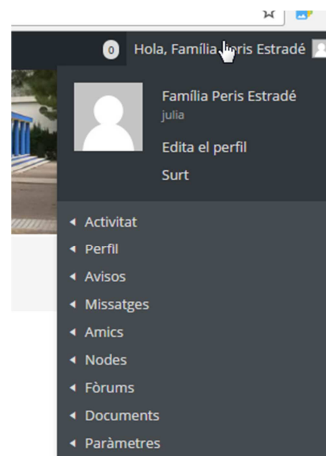 0 Hola, Família Peris Estradé
Família Peris Estradé
julia
Edita el perfil
Surt
Activitat
Perfil
Avisos
Missatges
Amics
Nodes
Fòrums
Documents
Paràmetres